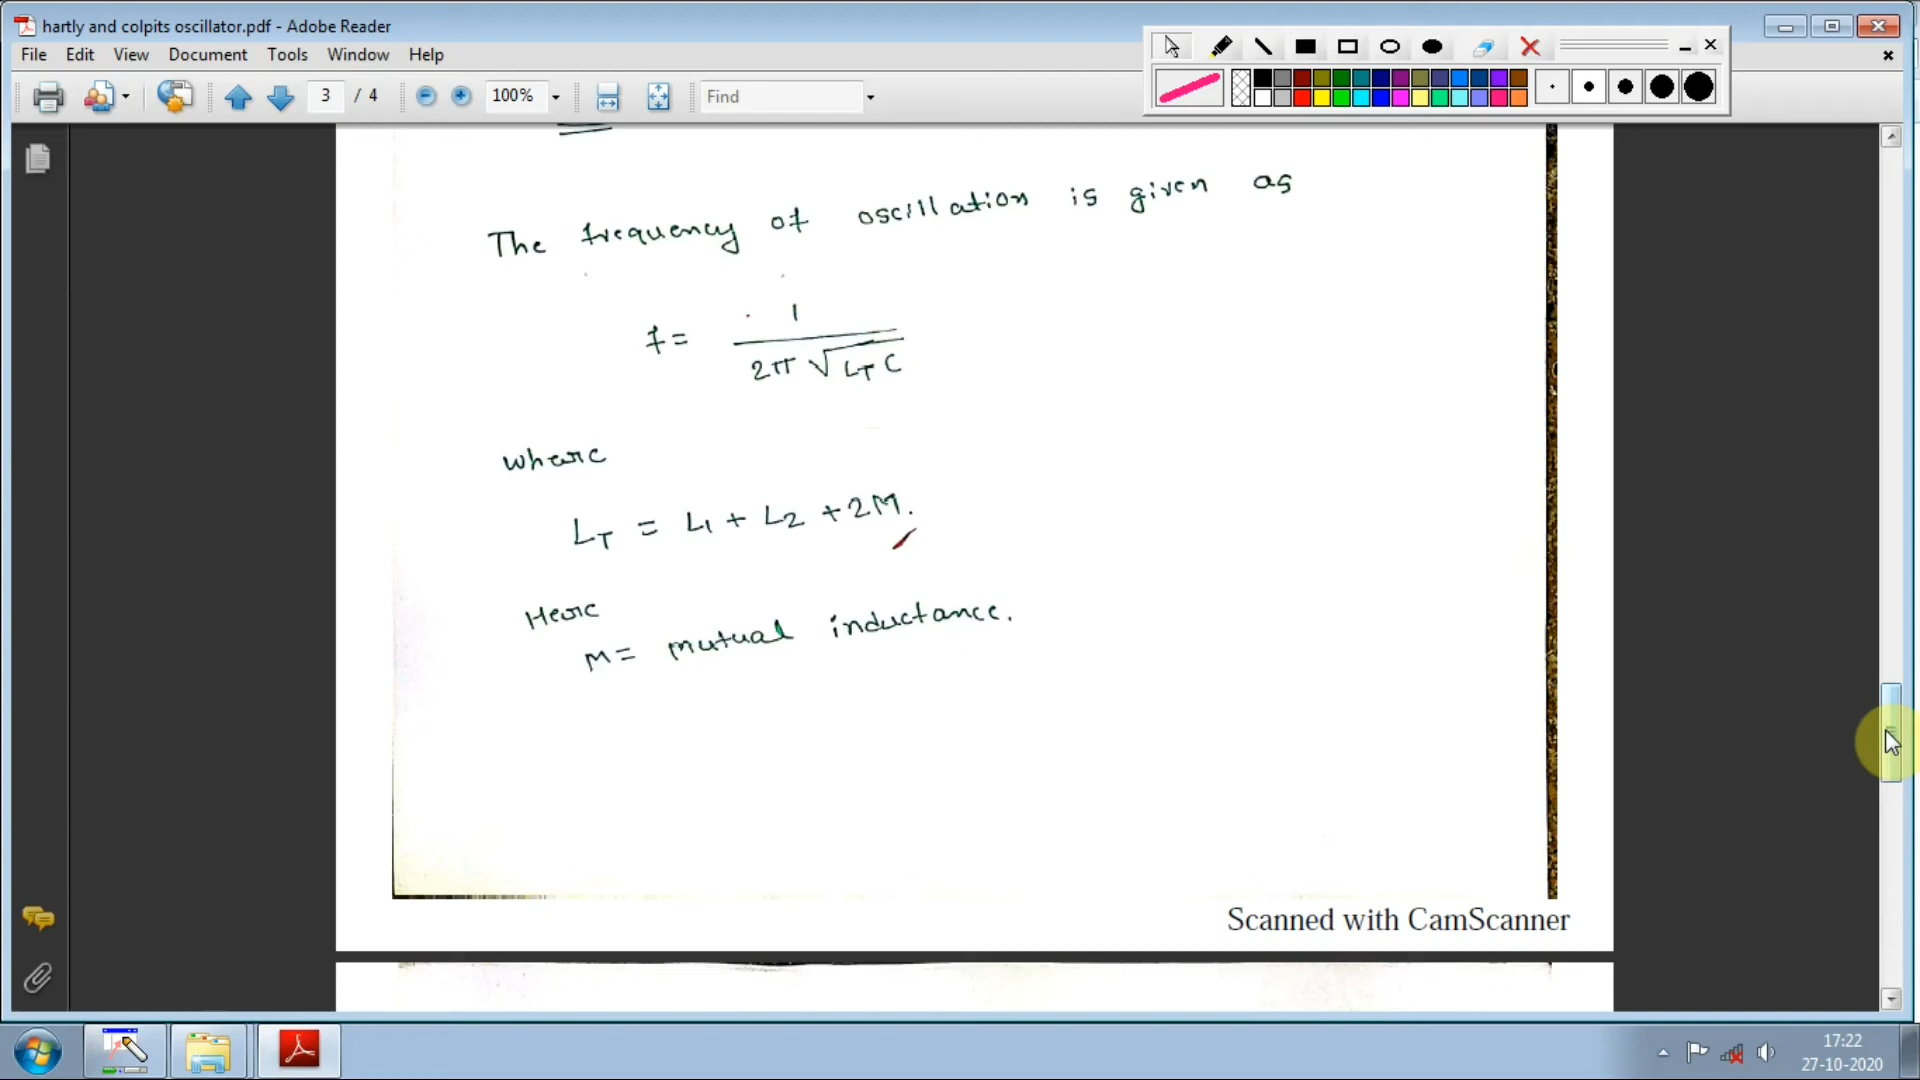 hartly and colpits oscillator.pdf - Adobe Reader
File Edit View Document Tools Window Help
3 / 4 100% Find
The frequency of oscillation is given as
f = 1 / 2π √LT C
where
LT = L1 + L2 + 2M.
Here
M = mutual inductance.
Scanned with CamScanner
17:22
27-10-2020